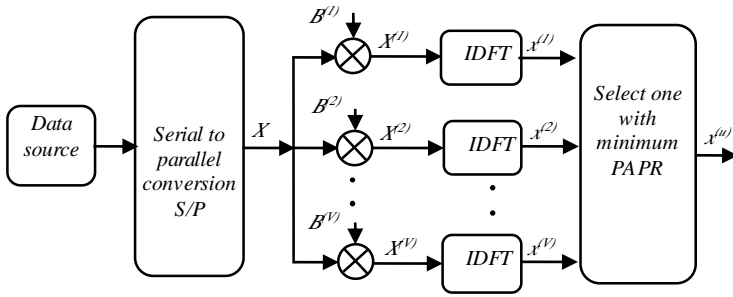 Data
source
Serial to
parallel
conversion
S/P
X
B(1)
X(1)
IDFT
x(1)
B(2)
X(2)
IDFT
x(2)
B(V)
X(V)
IDFT
x(V)
Select one
with
minimum
PAPR
x(u)